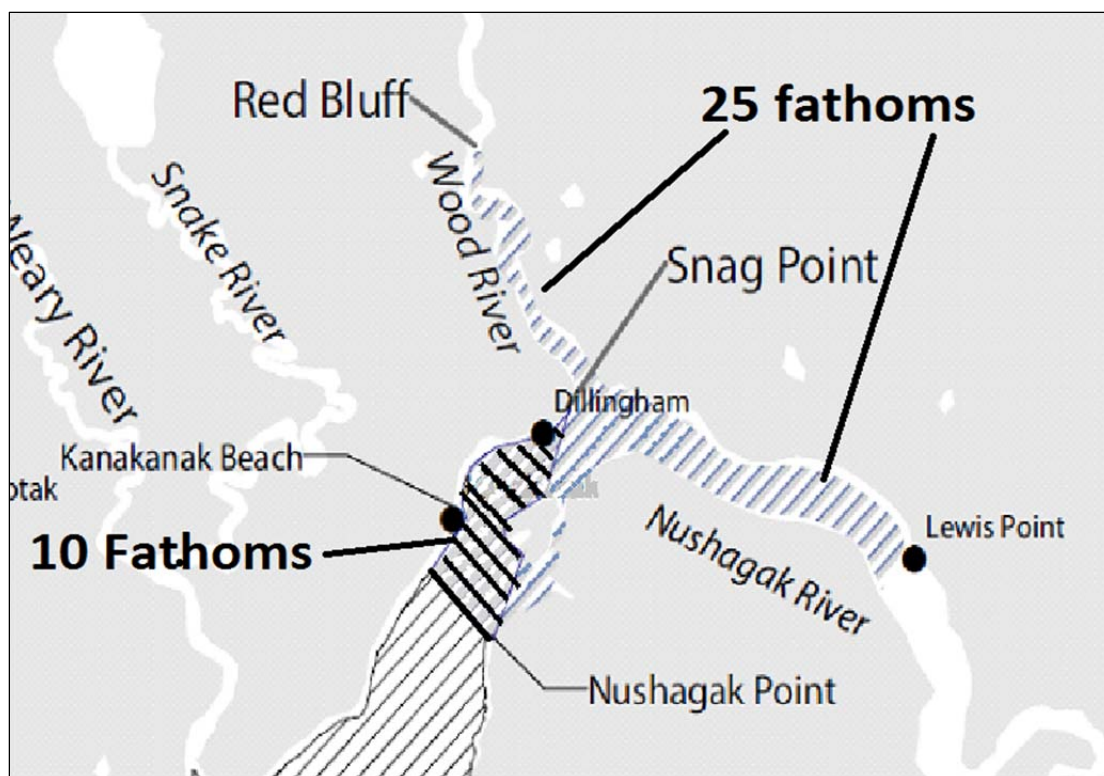 Red Bluff
25 fathoms
Wood River
Snake River
Snag Point
Neary River
Dillingham
Kanakanak Beach
otak
Lewis Point
10 Fathoms
Nushagak River
Nushagak Point